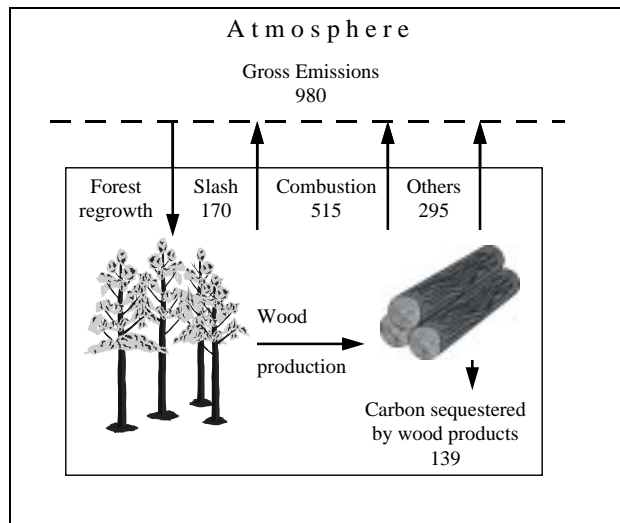 Atmosphere
Gross Emissions
980
Forest
regrowth
Slash
170
Combustion
515
Others
295
Wood
production
Carbon sequestered
by wood products
139